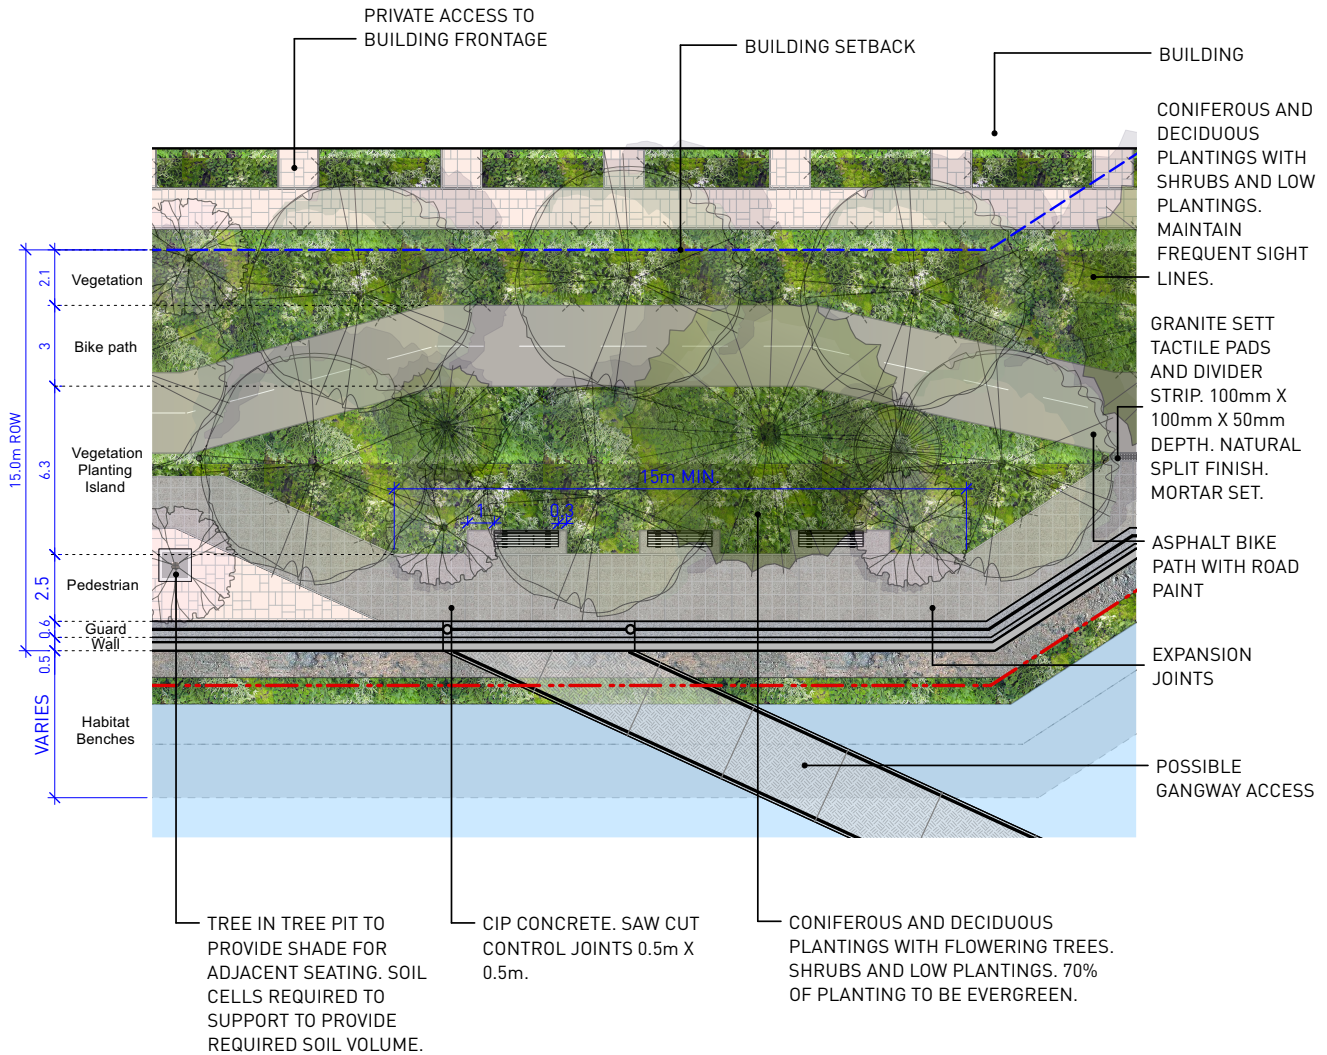 PRIVATE ACCESS TO
BUILDING FRONTAGE
BUILDING SETBACK
BUILDING
CONIFEROUS AND
DECIDUOUS
PLANTINGS WITH
SHRUBS AND LOW
PLANTINGS.
MAINTAIN
FREQUENT SIGHT
LINES.
GRANITE SETT
TACTILE PADS
AND DIVIDER
STRIP. 100mm X
100mm X 50mm
DEPTH. NATURAL
SPLIT FINISH.
MORTAR SET.
ASPHALT BIKE
PATH WITH ROAD
PAINT
EXPANSION
JOINTS
POSSIBLE
GANGWAY ACCESS
15.0m ROW
2.1
Vegetation
3
Bike path
6.3
Vegetation
Planting
Island
15m MIN.
1
0.3
2.5
Pedestrian
0.6
Guard
Wall
0.5
VARIES
Habitat
Benches
TREE IN TREE PIT TO
PROVIDE SHADE FOR
ADJACENT SEATING. SOIL
CELLS REQUIRED TO
SUPPORT TO PROVIDE
REQUIRED SOIL VOLUME.
CIP CONCRETE. SAW CUT
CONTROL JOINTS 0.5m X
0.5m.
CONIFEROUS AND DECIDUOUS
PLANTINGS WITH FLOWERING TREES.
SHRUBS AND LOW PLANTINGS. 70%
OF PLANTING TO BE EVERGREEN.